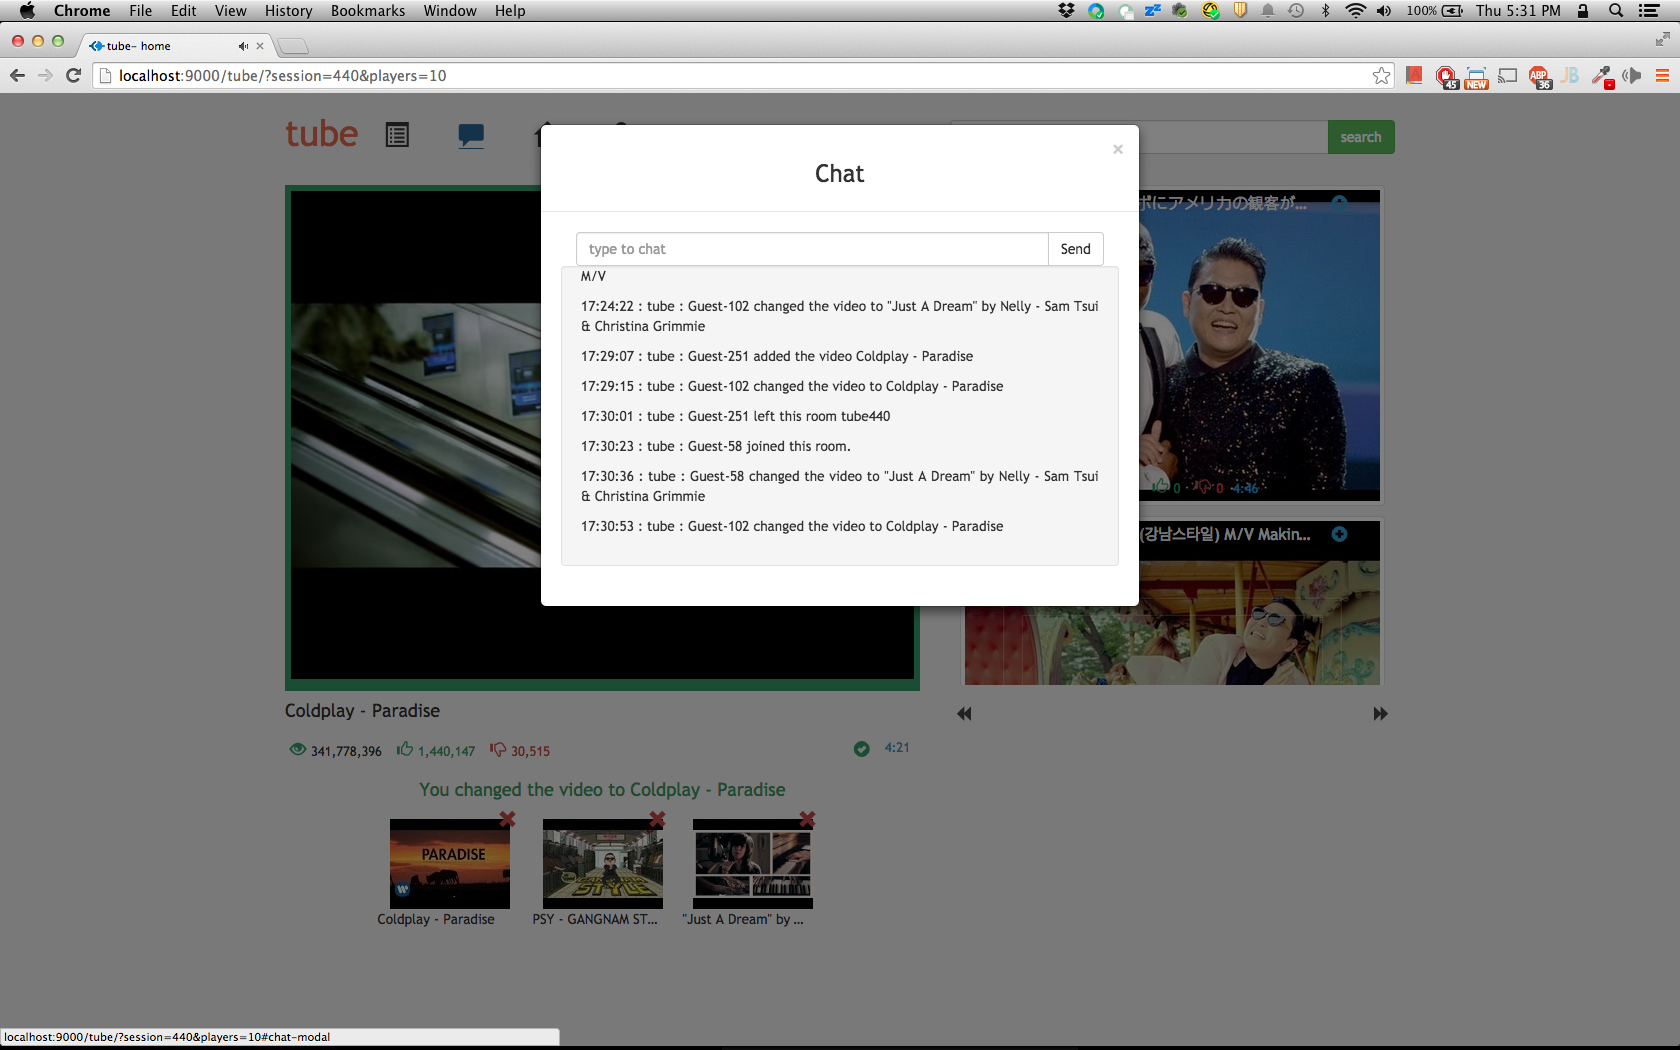 Chrome File Edit View History Bookmarks Window Help 100% Thu 5:31 PM
tube- home
localhost:9000/tube/?session=440&players=10
45 NEW ABP 36 JB
tube
search
Chat
×
type to chat Send
M/V
17:24:22 : tube : Guest-102 changed the video to "Just A Dream" by Nelly - Sam Tsui
& Christina Grimmie
17:29:07 : tube : Guest-251 added the video Coldplay - Paradise
17:29:15 : tube : Guest-102 changed the video to Coldplay - Paradise
17:30:01 : tube : Guest-251 left this room tube440
17:30:23 : tube : Guest-58 joined this room.
17:30:36 : tube : Guest-58 changed the video to "Just A Dream" by Nelly - Sam Tsui
& Christina Grimmie
17:30:53 : tube : Guest-102 changed the video to Coldplay - Paradise
にアメリカの観客が...
0 · 0 4:46
(강남스타일) M/V Makin...
Coldplay - Paradise
341,778,396 1,440,147 30,515 4:21
You changed the video to Coldplay - Paradise
PARADISE
GANGNAM STYLE
Coldplay - Paradise PSY - GANGNAM ST... "Just A Dream" by ...
localhost:9000/tube/?session=440&players=10#chat-modal